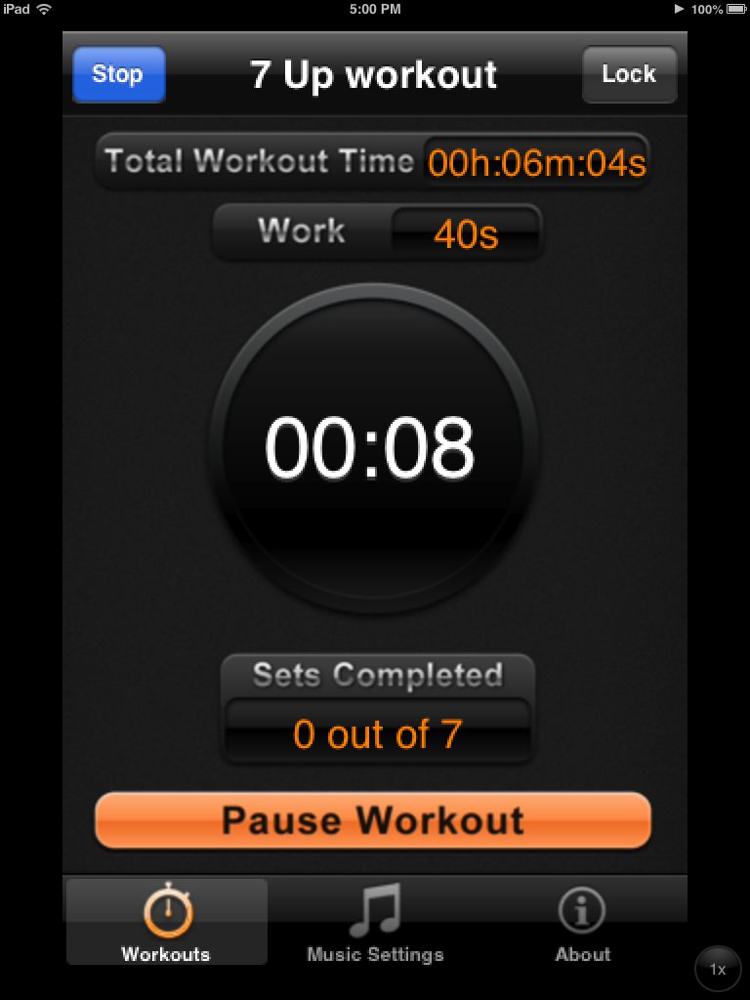 iPad 5:00 PM 100%
Stop 7 Up workout Lock
Total Workout Time 00h:06m:04s
Work 40s
00:08
Sets Completed
0 out of 7
Pause Workout
Workouts Music Settings About
1x